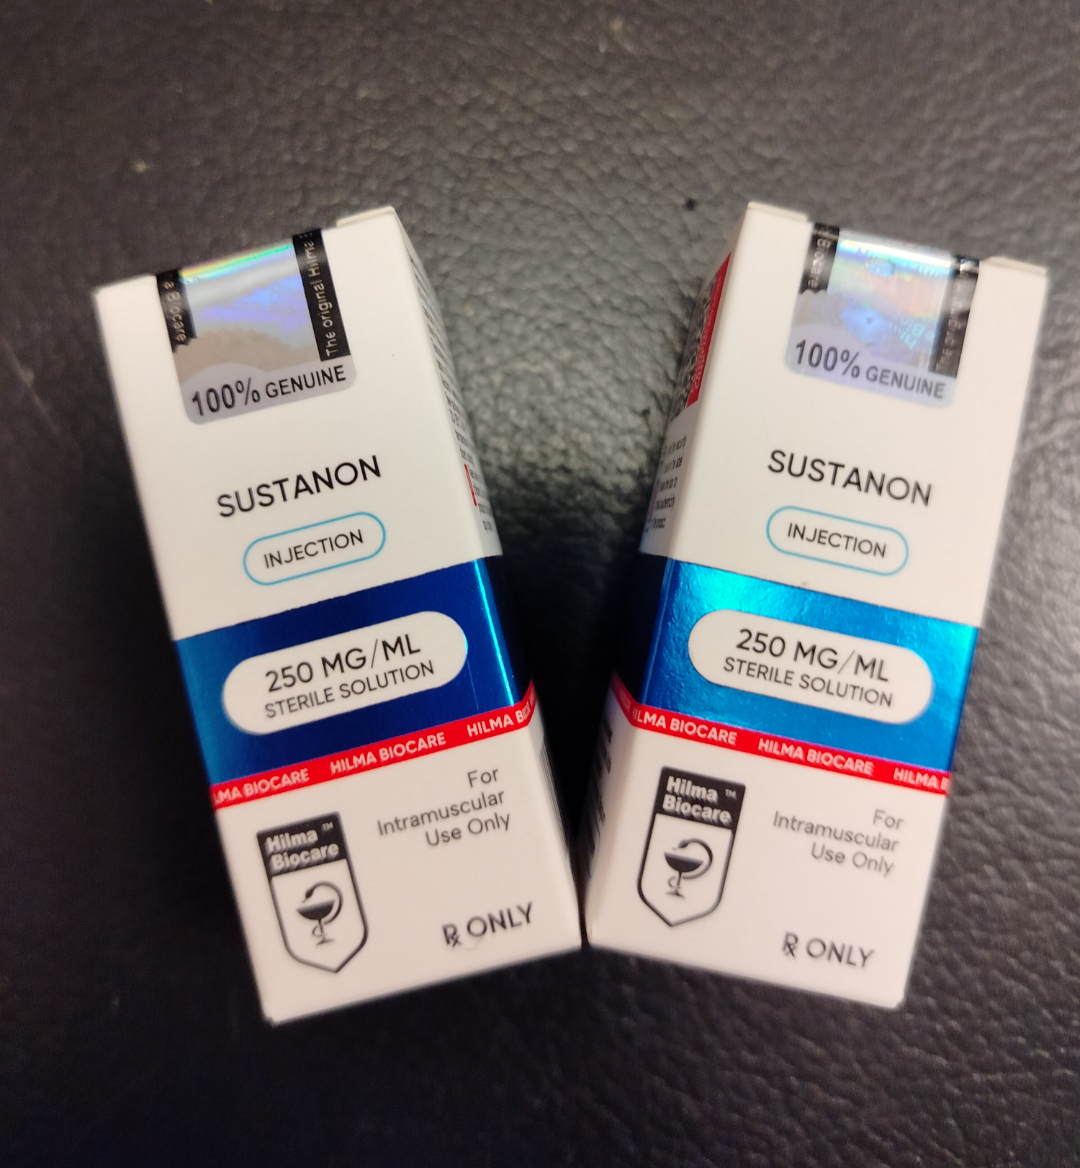 a Biocare
The original Hilma
100% GENUINE
SUSTANON
INJECTION
250 MG/ML
STERILE SOLUTION
BIOCARE HILMA BIOCARE HILMA
Hilma ™
Biocare
For
Intramuscular
Use Only
℞ ONLY
100% GENUINE
SUSTANON
INJECTION
250 MG/ML
STERILE SOLUTION
BIOCARE HILMA BIOCARE HILMA B
Hilma ™
Biocare
For
Intramuscular
Use Only
℞ ONLY